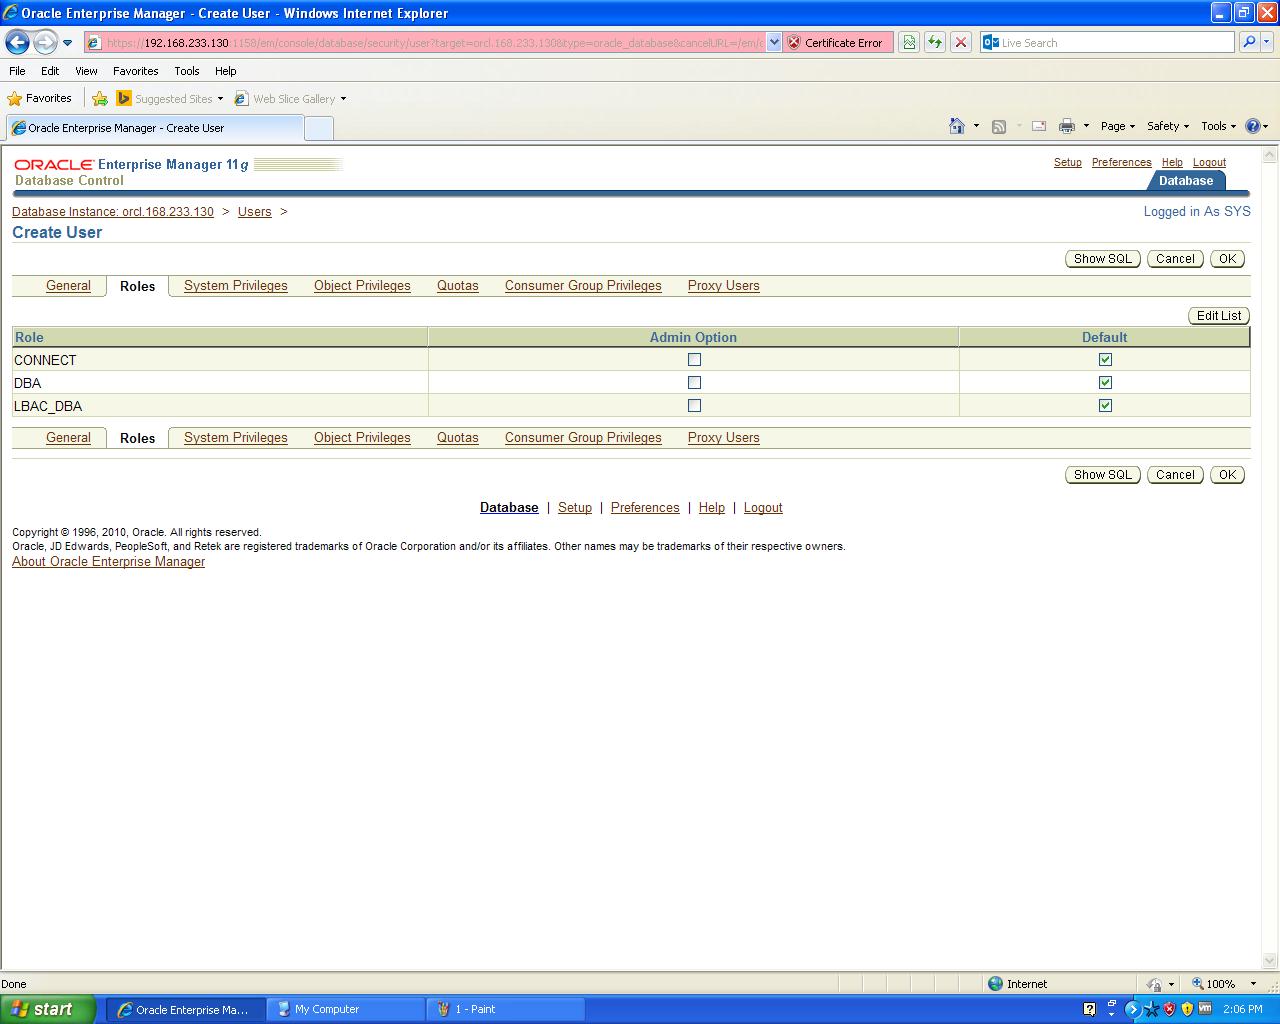 Oracle Enterprise Manager - Create User - Windows Internet Explorer
https://192.168.233.130:1158/em/console/database/security/user?target=orcl.168.233.130&type=oracle_database&cancelURL=/em/c
Certificate Error
Live Search
File Edit View Favorites Tools Help
Favorites Suggested Sites Web Slice Gallery
Oracle Enterprise Manager - Create User
Page Safety Tools
ORACLE Enterprise Manager 11g
Database Control
Setup Preferences Help Logout
Database
Database Instance: orcl.168.233.130 > Users >
Logged in As SYS
Create User
Show SQL Cancel OK
General Roles System Privileges Object Privileges Quotas Consumer Group Privileges Proxy Users
Edit List
Role Admin Option Default
CONNECT
DBA
LBAC_DBA
General Roles System Privileges Object Privileges Quotas Consumer Group Privileges Proxy Users
Show SQL Cancel OK
Database | Setup | Preferences | Help | Logout
Copyright © 1996, 2010, Oracle. All rights reserved.
Oracle, JD Edwards, PeopleSoft, and Retek are registered trademarks of Oracle Corporation and/or its affiliates. Other names may be trademarks of their respective owners.
About Oracle Enterprise Manager
Done
Internet
100%
start
Oracle Enterprise Ma...
My Computer
1 - Paint
2:06 PM